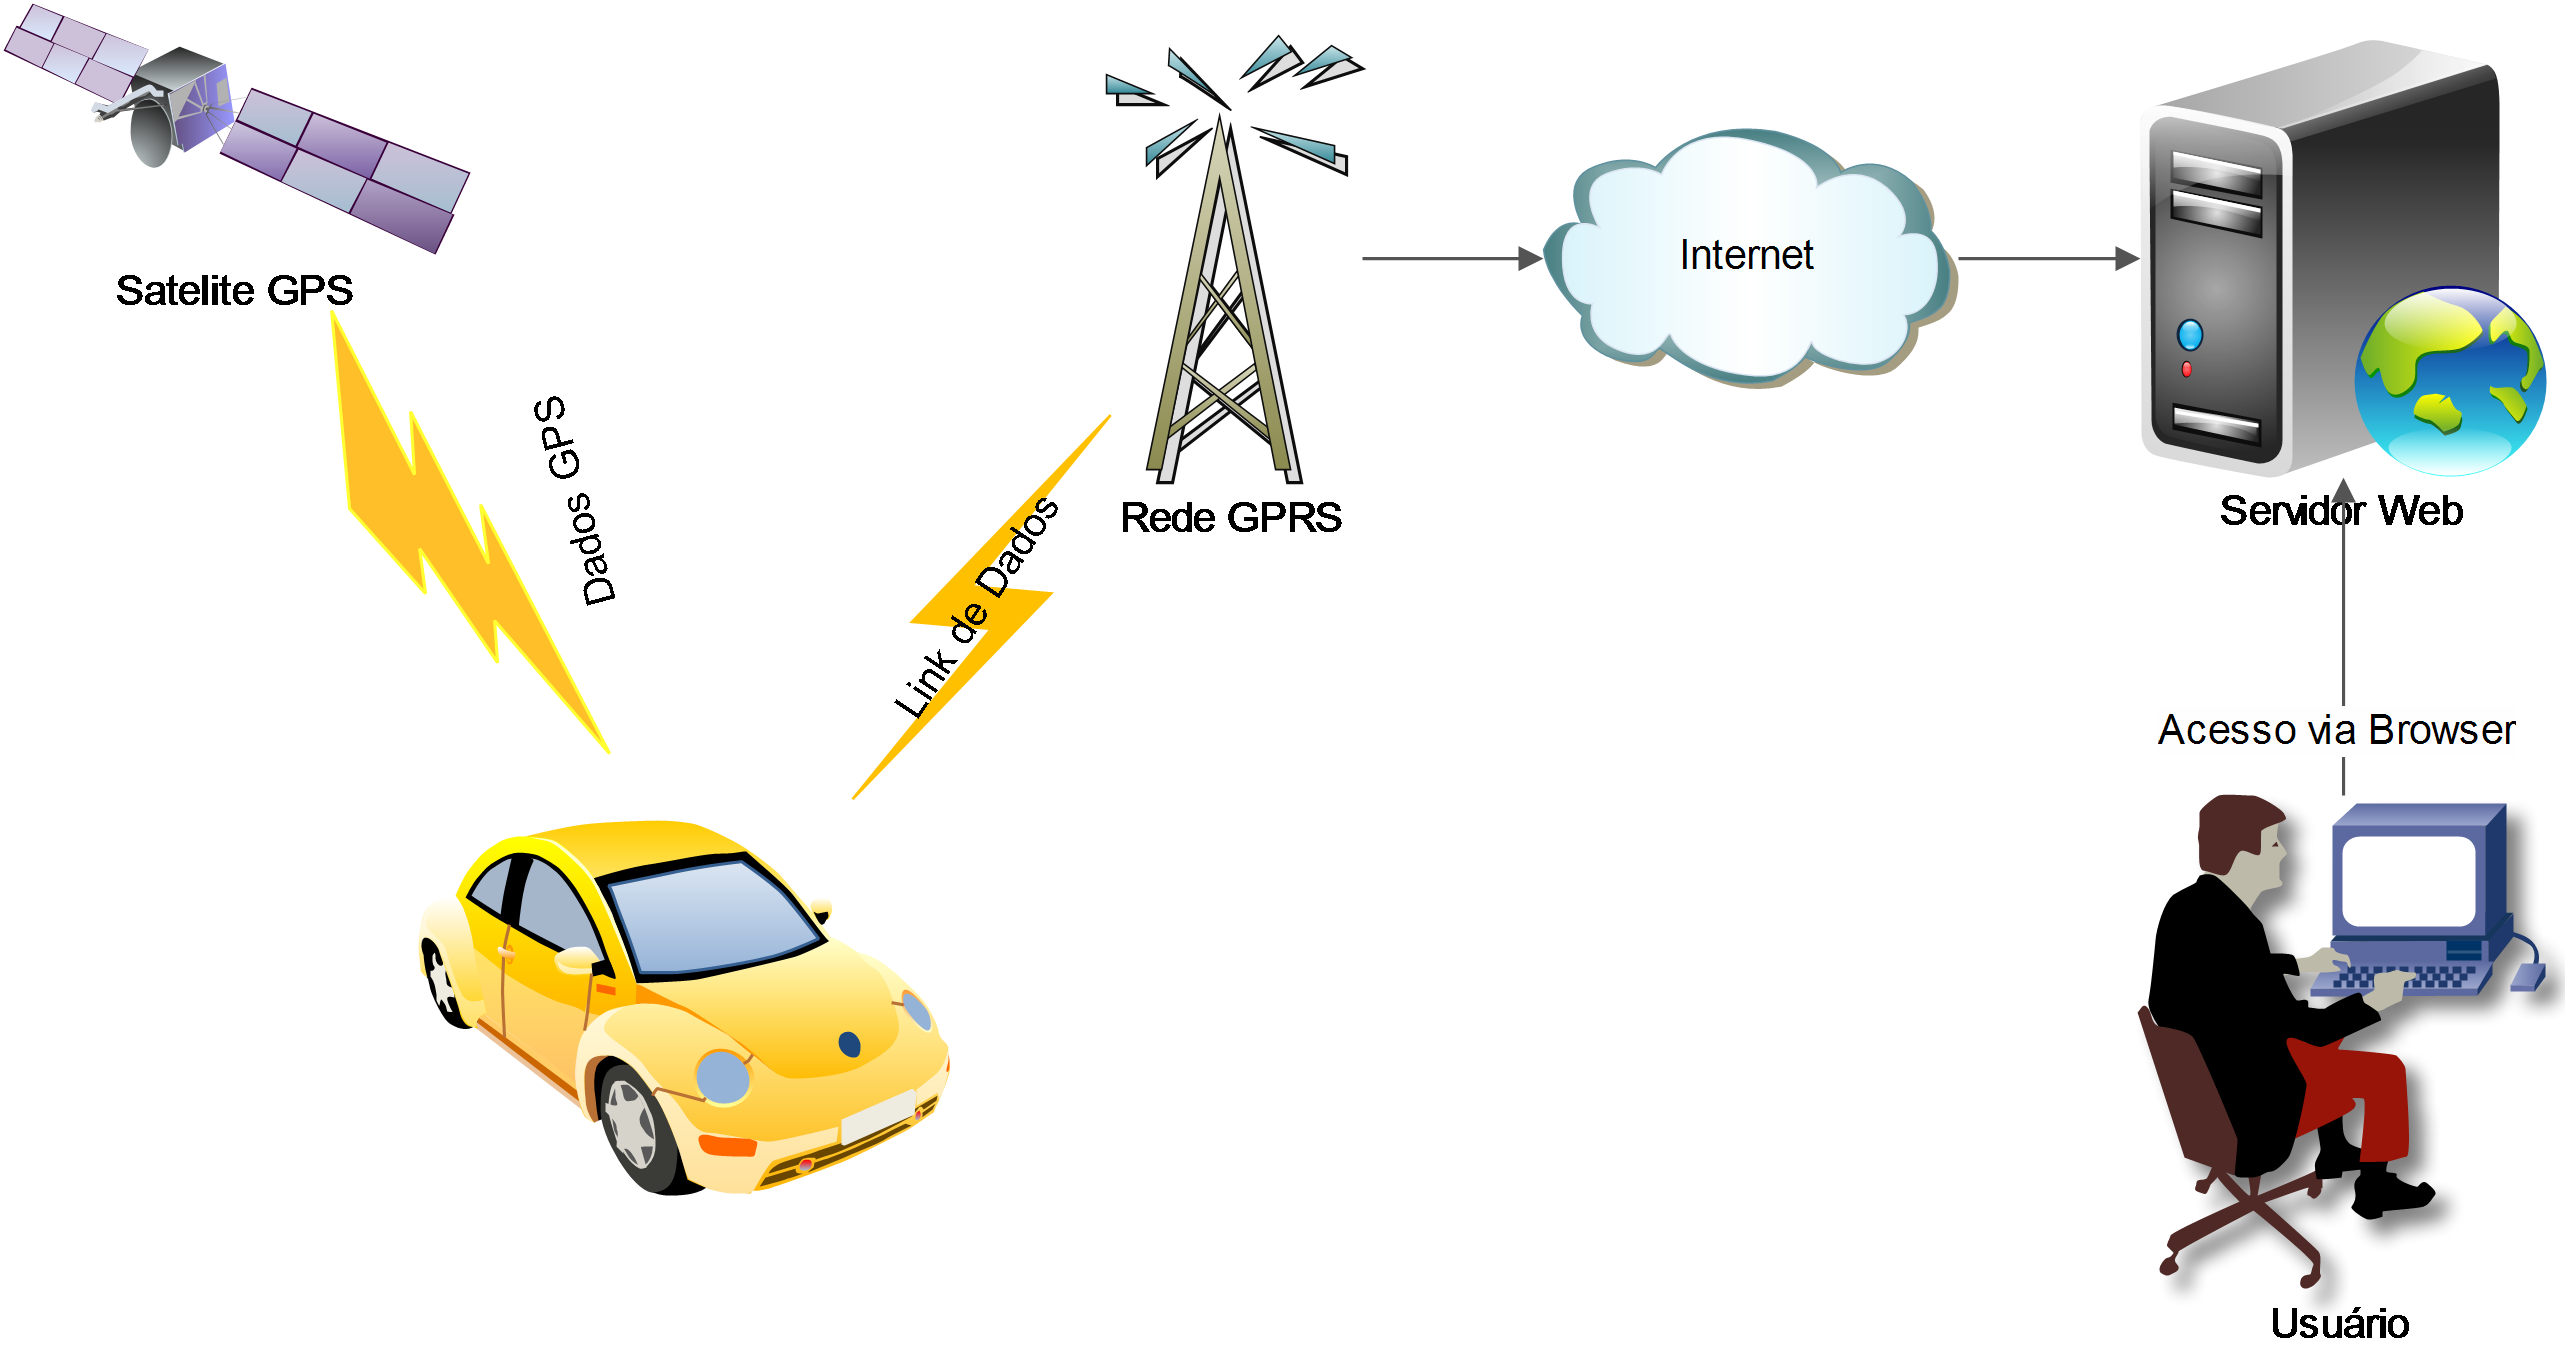 Satelite GPS
Dados GPS
Link de Dados
Rede GPRS
Internet
Servidor Web
Acesso via Browser
Usuário